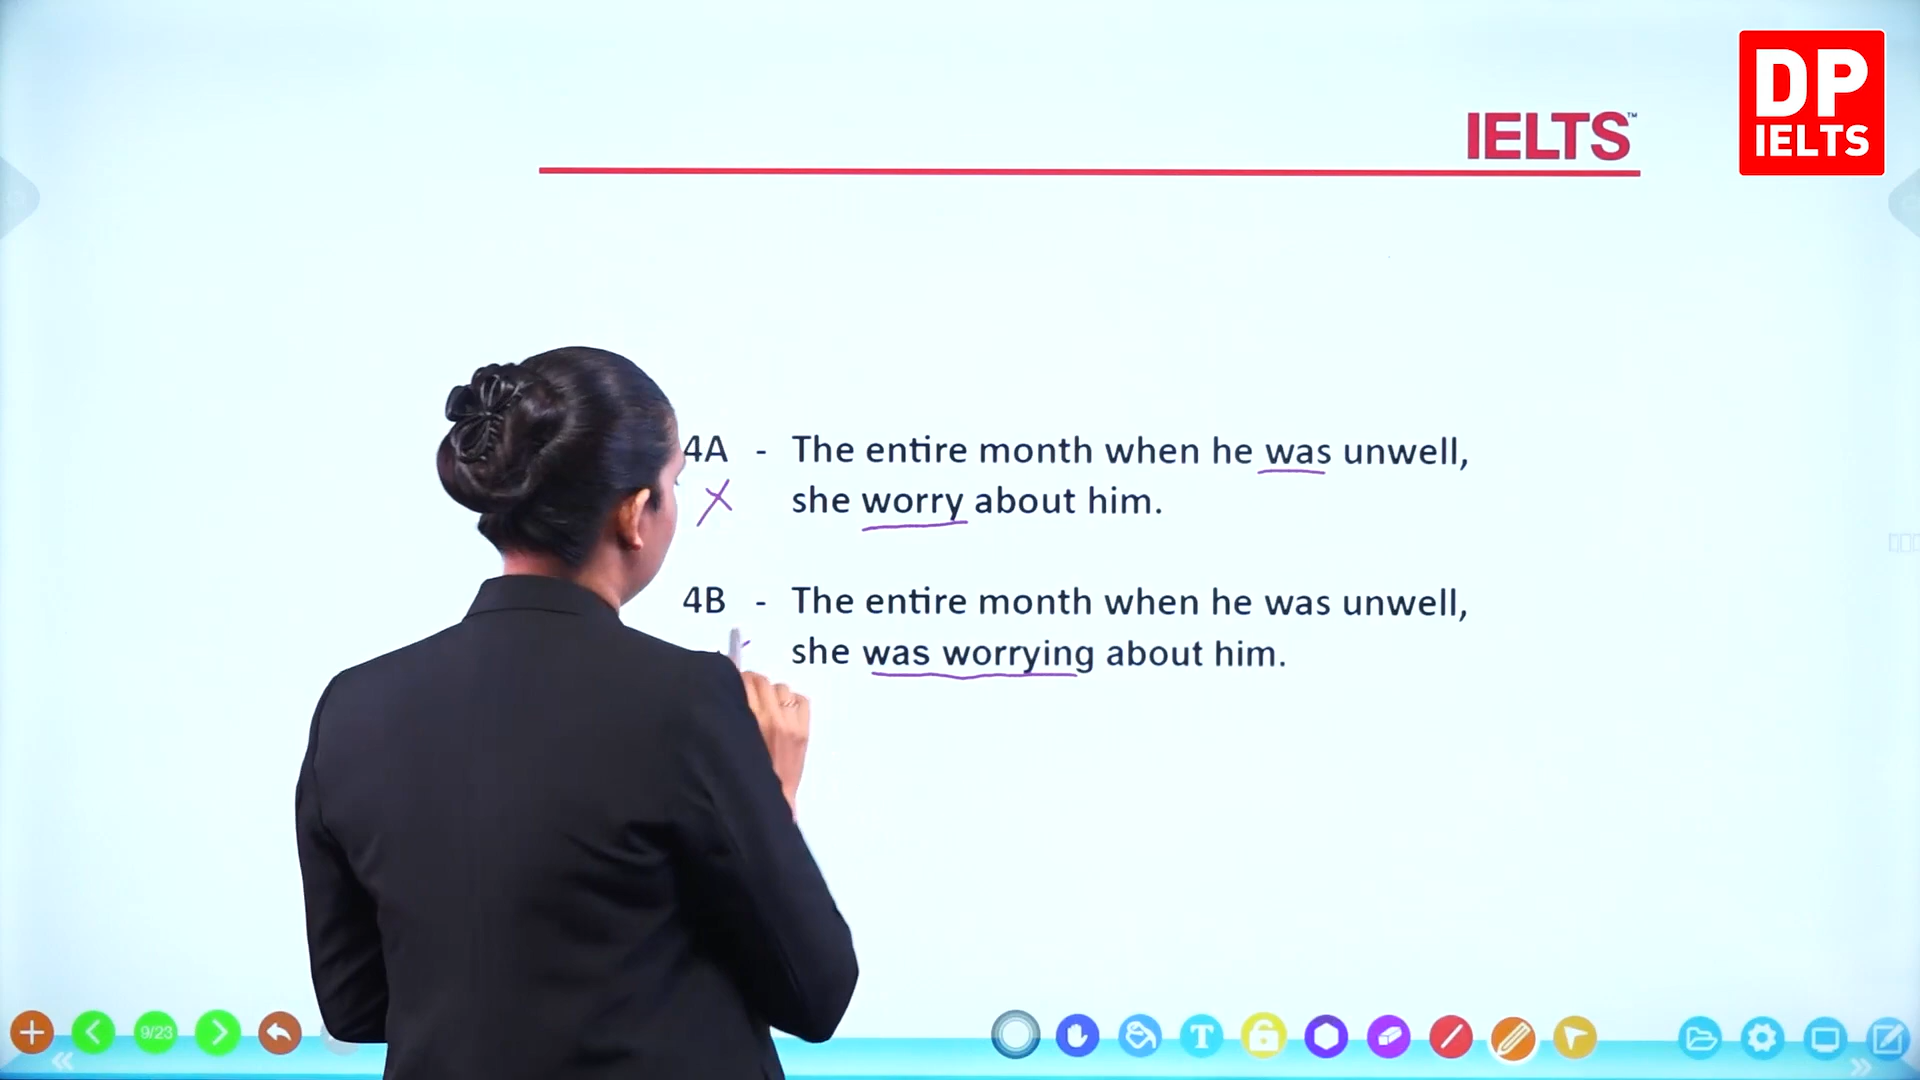 DP
IELTS
IELTS™
4A - The entire month when he was unwell,
she worry about him.
4B - The entire month when he was unwell,
she was worrying about him.
9/23
T